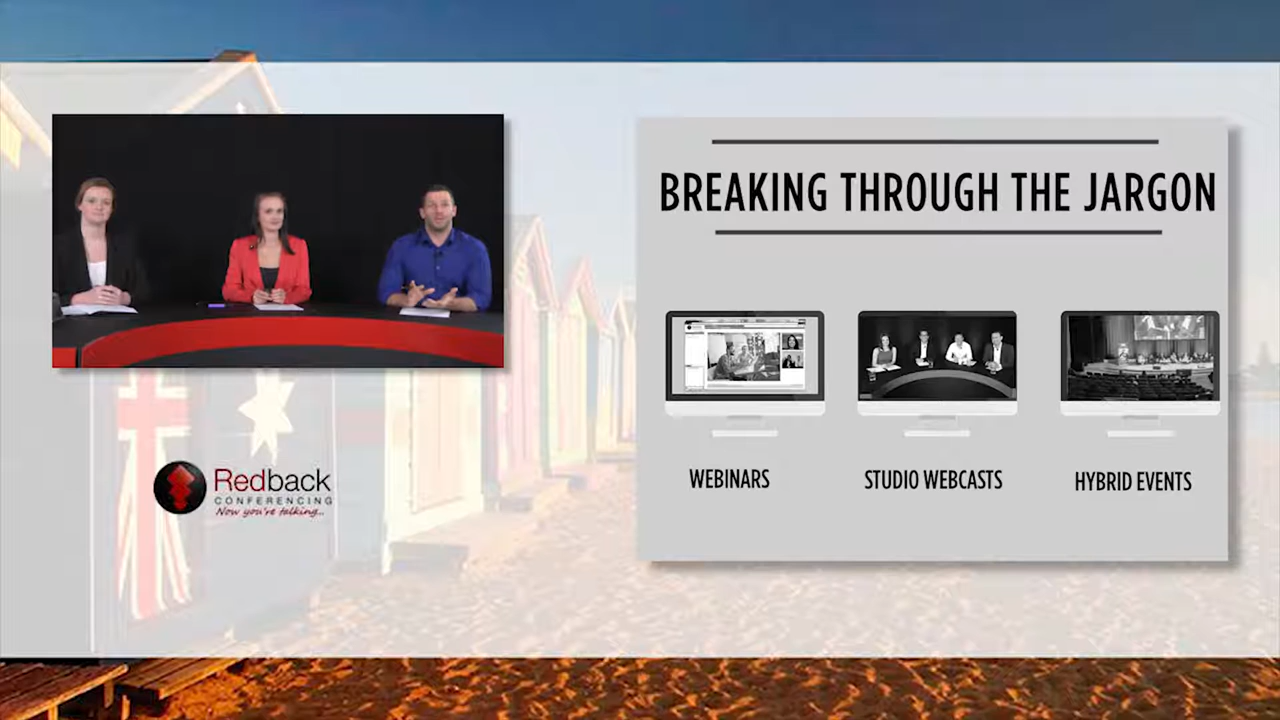 BREAKING THROUGH THE JARGON
WEBINARS
STUDIO WEBCASTS
HYBRID EVENTS
Redback
CONFERENCING
Now you're talking...